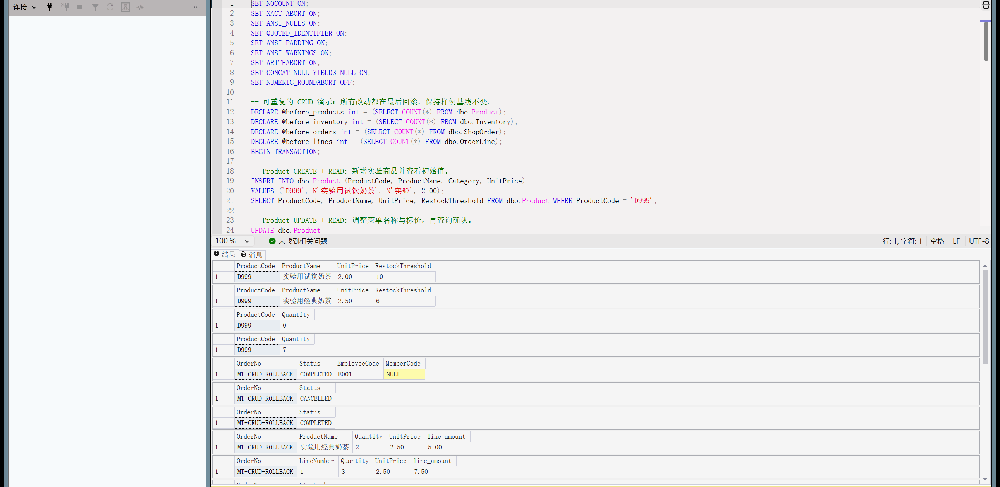 连接
1 SET NOCOUNT ON;
2 SET XACT_ABORT ON;
3 SET ANSI_NULLS ON;
4 SET QUOTED_IDENTIFIER ON;
5 SET ANSI_PADDING ON;
6 SET ANSI_WARNINGS ON;
7 SET ARITHABORT ON;
8 SET CONCAT_NULL_YIELDS_NULL ON;
9 SET NUMERIC_ROUNDABORT OFF;
10
11 -- 可重复的 CRUD 演示：所有改动都在最后回滚，保持样例基线不变。
12 DECLARE @before_products int = (SELECT COUNT(*) FROM dbo.Product);
13 DECLARE @before_inventory int = (SELECT COUNT(*) FROM dbo.Inventory);
14 DECLARE @before_orders int = (SELECT COUNT(*) FROM dbo.ShopOrder);
15 DECLARE @before_lines int = (SELECT COUNT(*) FROM dbo.OrderLine);
16 BEGIN TRANSACTION;
17
18 -- Product CREATE + READ: 新增实验商品并查看初始值。
19 INSERT INTO dbo.Product (ProductCode, ProductName, Category, UnitPrice)
20 VALUES ('D999', N'实验用试饮奶茶', N'实验', 2.00);
21 SELECT ProductCode, ProductName, UnitPrice, RestockThreshold FROM dbo.Product WHERE ProductCode = 'D999';
22
23 -- Product UPDATE + READ: 调整菜单名称与标价，再查询确认。
24 UPDATE dbo.Product
100 % 未找到相关问题 行: 1, 字符: 1 空格 LF UTF-8
结果 消息
ProductCode ProductName UnitPrice RestockThreshold
1 D999 实验用试饮奶茶 2.00 10
ProductCode ProductName UnitPrice RestockThreshold
1 D999 实验用经典奶茶 2.50 6
ProductCode Quantity
1 D999 0
ProductCode Quantity
1 D999 7
OrderNo Status EmployeeCode MemberCode
1 MT-CRUD-ROLLBACK COMPLETED E001 NULL
OrderNo Status
1 MT-CRUD-ROLLBACK CANCELLED
OrderNo Status
1 MT-CRUD-ROLLBACK COMPLETED
OrderNo ProductName Quantity UnitPrice line_amount
1 MT-CRUD-ROLLBACK 实验用经典奶茶 2 2.50 5.00
OrderNo LineNumber Quantity UnitPrice line_amount
1 MT-CRUD-ROLLBACK 1 3 2.50 7.50